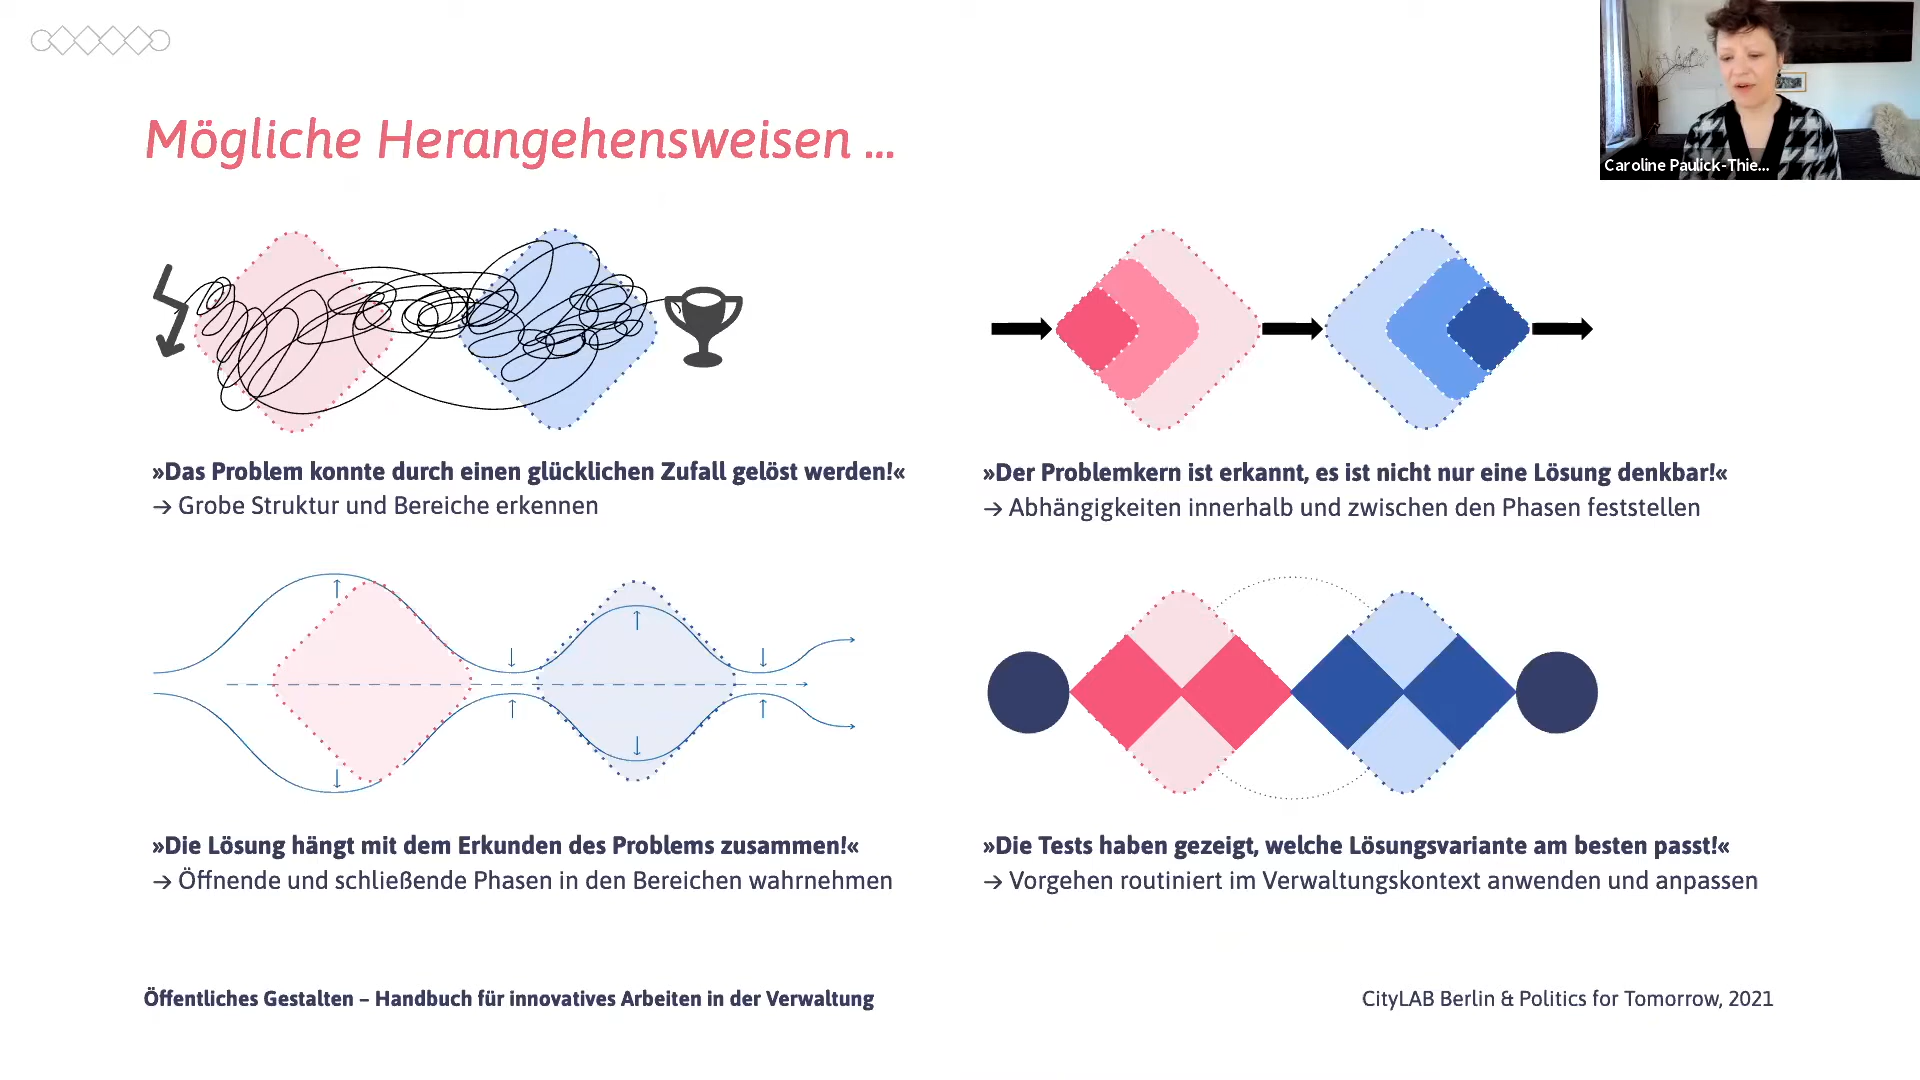 Mögliche Herangehensweisen ...
Caroline Paulick-Thie...
»Das Problem konnte durch einen glücklichen Zufall gelöst werden!«
→ Grobe Struktur und Bereiche erkennen
»Der Problemkern ist erkannt, es ist nicht nur eine Lösung denkbar!«
→ Abhängigkeiten innerhalb und zwischen den Phasen feststellen
»Die Lösung hängt mit dem Erkunden des Problems zusammen!«
→ Öffnende und schließende Phasen in den Bereichen wahrnehmen
»Die Tests haben gezeigt, welche Lösungsvariante am besten passt!«
→ Vorgehen routiniert im Verwaltungskontext anwenden und anpassen
Öffentliches Gestalten – Handbuch für innovatives Arbeiten in der Verwaltung
CityLAB Berlin & Politics for Tomorrow, 2021